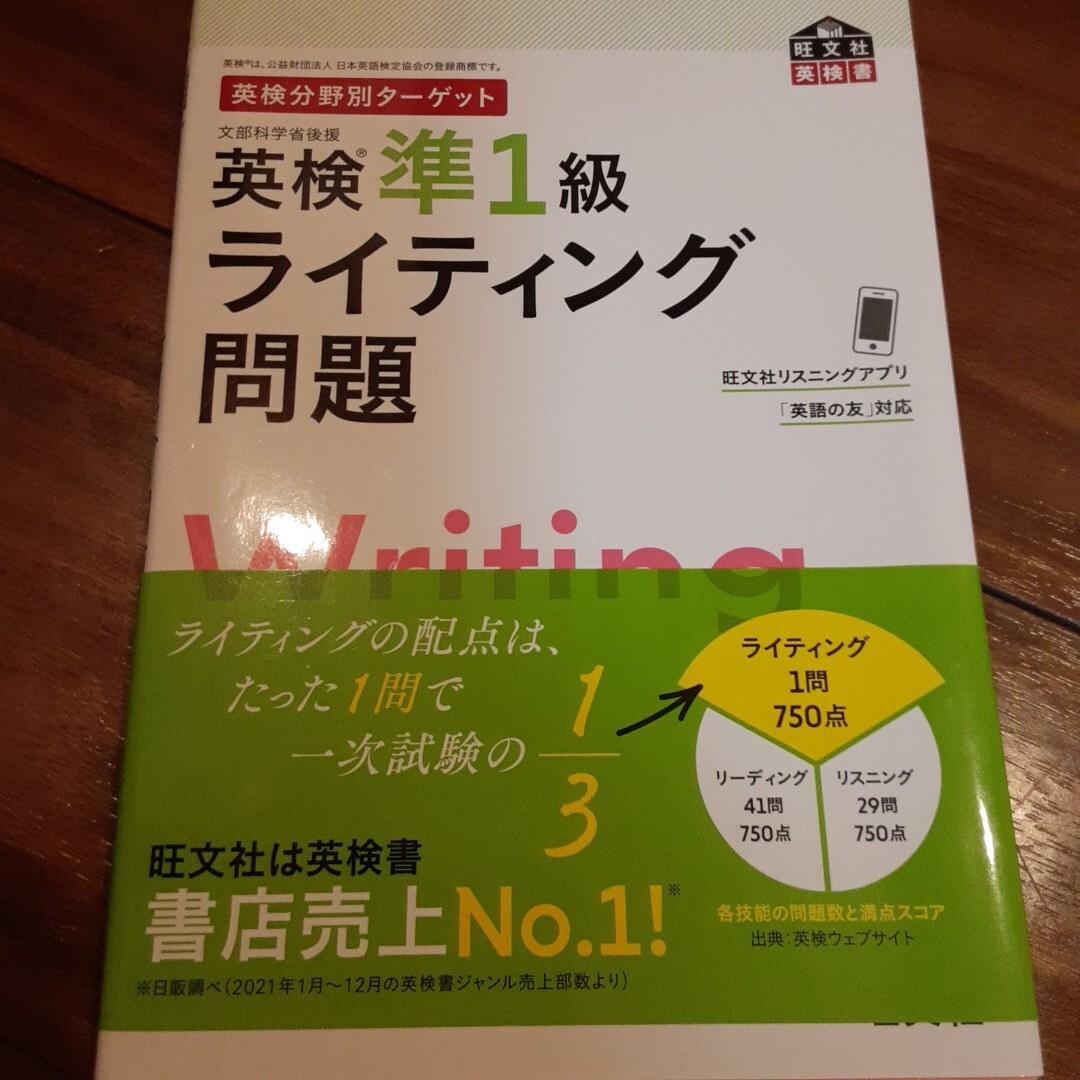 旺文社
英検書
英検®は、公益財団法人 日本英語検定協会の登録商標です。
英検分野別ターゲット
文部科学省後援
英検®準1級
ライティング
問題
旺文社リスニングアプリ
「英語の友」対応
Writing
ライティングの配点は、
たった1問で
一次試験の1/3
ライティング
1問
750点
リーディング
41問
750点
リスニング
29問
750点
各技能の問題数と満点スコア
出典:英検ウェブサイト
旺文社は英検書
書店売上No.1!※
※日販調べ(2021年1月〜12月の英検書ジャンル売上部数より)